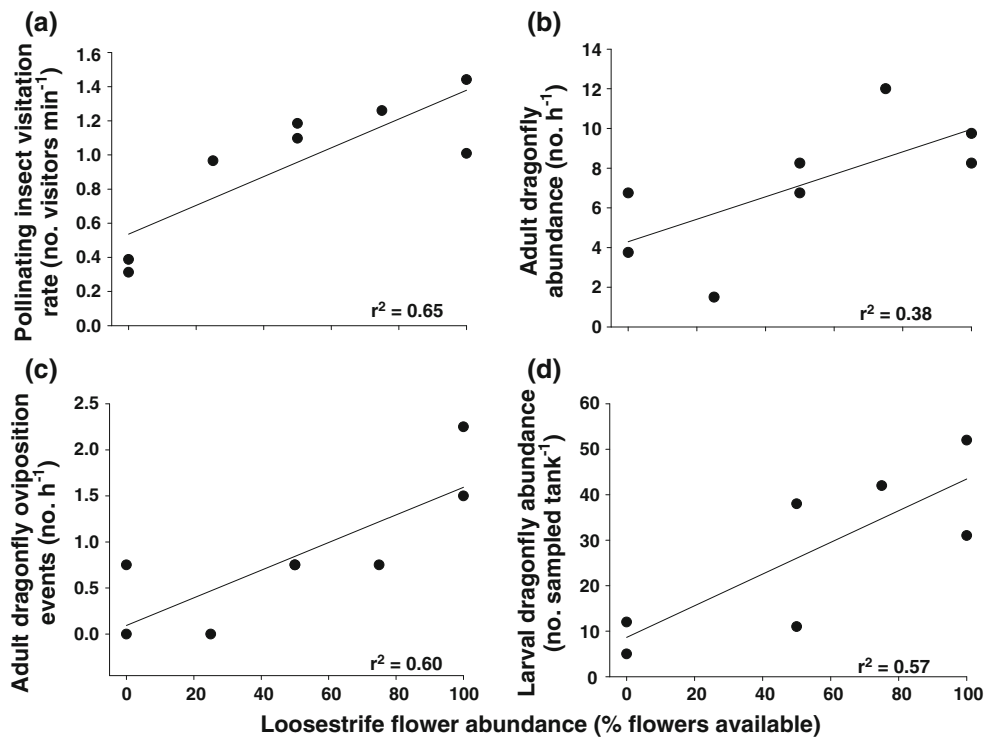 (a)
Pollinating insect visitation
rate (no. visitors min⁻¹)
1.6
1.4
1.2
1.0
0.8
0.6
0.4
0.2
0.0
r² = 0.65
(b)
Adult dragonfly
abundance (no. h⁻¹)
14
12
10
8
6
4
2
0
r² = 0.38
(c)
Adult dragonfly oviposition
events (no. h⁻¹)
2.5
2.0
1.5
1.0
0.5
0.0
r² = 0.60
0 20 40 60 80 100
(d)
Larval dragonfly abundance
(no. sampled tank⁻¹)
60
50
40
30
20
10
0
r² = 0.57
0 20 40 60 80 100
Loosestrife flower abundance (% flowers available)